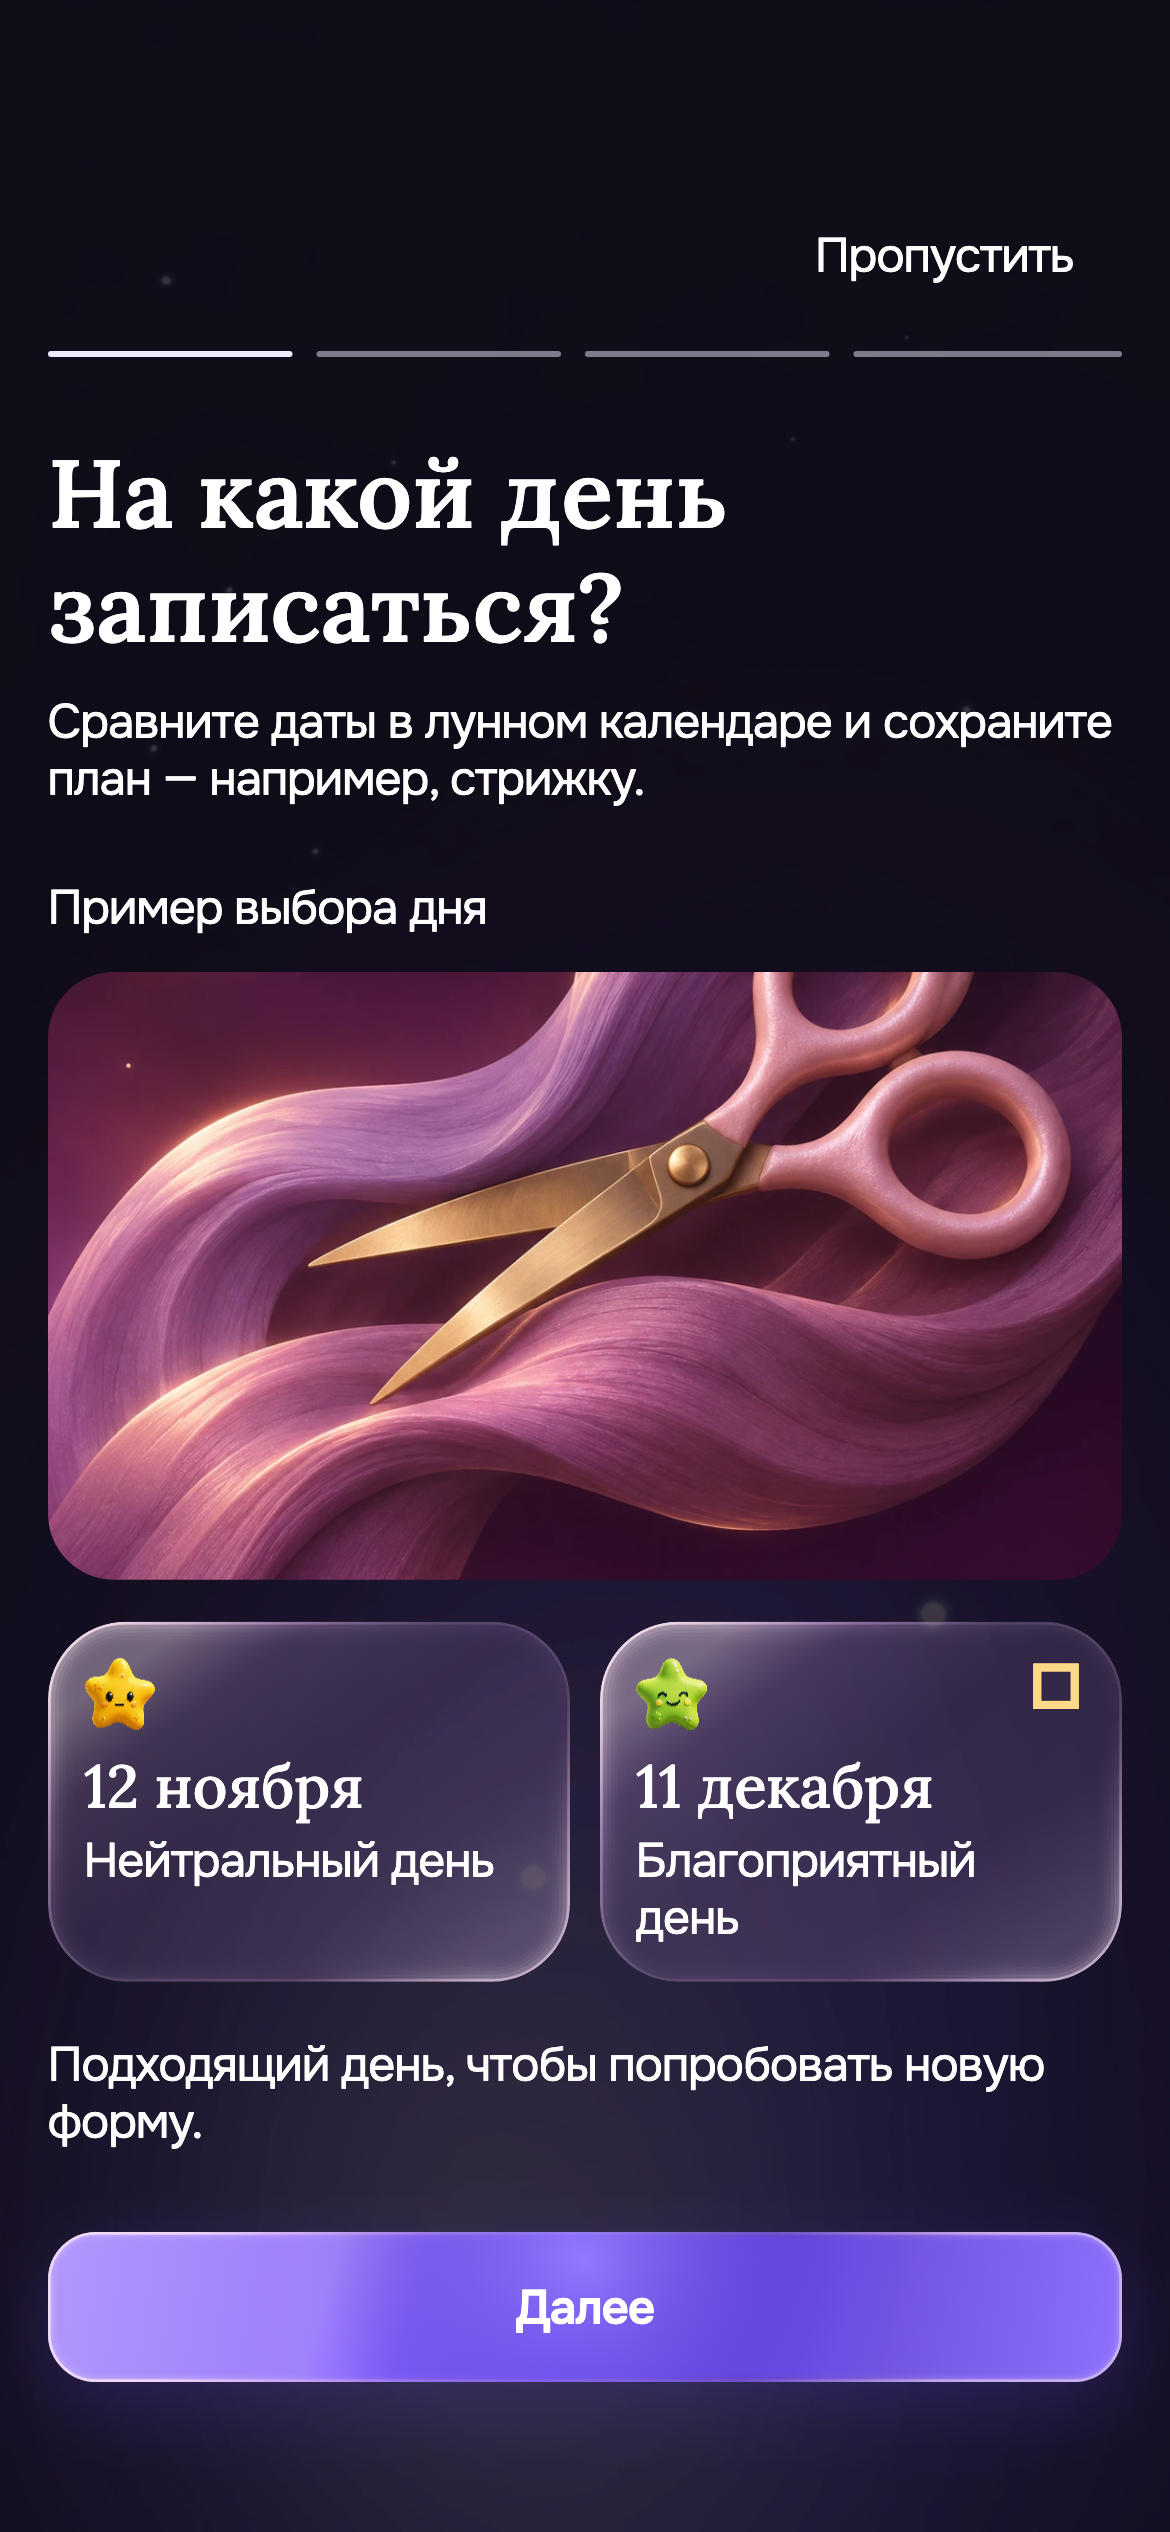 Пропустить
На какой день
записаться?
Сравните даты в лунном календаре и сохраните
план — например, стрижку.
Пример выбора дня
12 ноября
Нейтральный день
11 декабря
Благоприятный
день
Подходящий день, чтобы попробовать новую
форму.
Далее